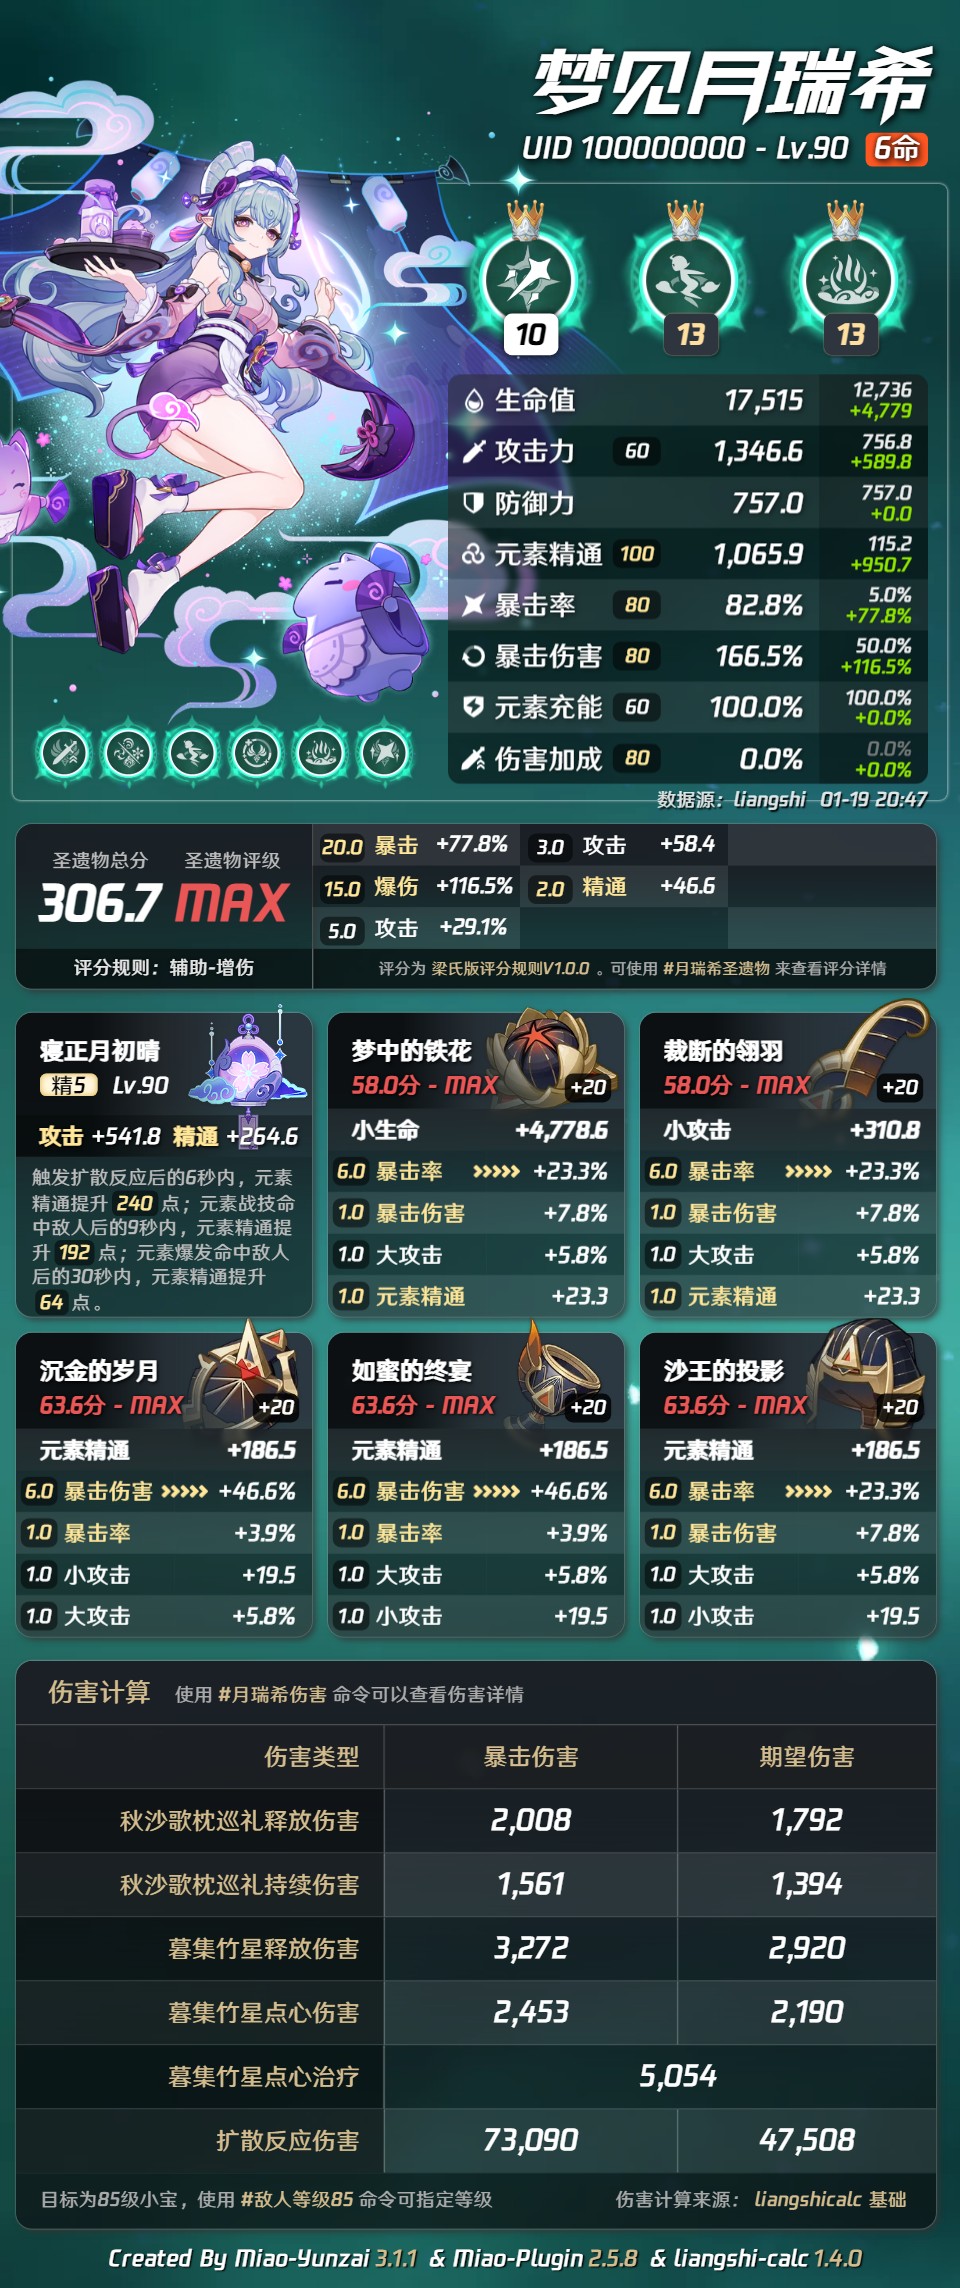 梦见月瑞希
UID 100000000 - Lv.90 6命
10 13 13
生命值 17,515 12,736 +4,779
攻击力 60 1,346.6 756.8 +589.8
防御力 757.0 757.0 +0.0
元素精通 100 1,065.9 115.2 +950.7
暴击率 80 82.8% 5.0% +77.8%
暴击伤害 80 166.5% 50.0% +116.5%
元素充能 60 100.0% 100.0% +0.0%
伤害加成 80 0.0% 0.0% +0.0%
数据源：liangshi 01-19 20:47
圣遗物总分 圣遗物评级
306.7 MAX
评分规则：辅助-增伤
20.0 暴击 +77.8% 3.0 攻击 +58.4
15.0 爆伤 +116.5% 2.0 精通 +46.6
5.0 攻击 +29.1%
评分为 梁氏版评分规则V1.0.0 。可使用 #月瑞希圣遗物 来查看评分详情
寝正月初晴
精5 Lv.90
攻击 +541.8 精通 +264.6
触发扩散反应后的6秒内，元素
精通提升 240 点；元素战技命
中敌人后的9秒内，元素精通提
升 192 点；元素爆发命中敌人
后的30秒内，元素精通提升
64 点。
梦中的铁花
58.0分 - MAX +20
小生命 +4,778.6
6.0 暴击率 +23.3%
1.0 暴击伤害 +7.8%
1.0 大攻击 +5.8%
1.0 元素精通 +23.3
裁断的翎羽
58.0分 - MAX +20
小攻击 +310.8
6.0 暴击率 +23.3%
1.0 暴击伤害 +7.8%
1.0 大攻击 +5.8%
1.0 元素精通 +23.3
沉金的岁月
63.6分 - MAX +20
元素精通 +186.5
6.0 暴击伤害 +46.6%
1.0 暴击率 +3.9%
1.0 小攻击 +19.5
1.0 大攻击 +5.8%
如蜜的终宴
63.6分 - MAX +20
元素精通 +186.5
6.0 暴击伤害 +46.6%
1.0 暴击率 +3.9%
1.0 大攻击 +5.8%
1.0 小攻击 +19.5
沙王的投影
63.6分 - MAX +20
元素精通 +186.5
6.0 暴击率 +23.3%
1.0 暴击伤害 +7.8%
1.0 大攻击 +5.8%
1.0 小攻击 +19.5
伤害计算 使用 #月瑞希伤害 命令可以查看伤害详情
伤害类型 暴击伤害 期望伤害
秋沙歌枕巡礼释放伤害 2,008 1,792
秋沙歌枕巡礼持续伤害 1,561 1,394
暮集竹星释放伤害 3,272 2,920
暮集竹星点心伤害 2,453 2,190
暮集竹星点心治疗 5,054
扩散反应伤害 73,090 47,508
目标为85级小宝，使用 #敌人等级85 命令可指定等级 伤害计算来源： liangshicalc 基础
Created By Miao-Yunzai 3.1.1 & Miao-Plugin 2.5.8 & liangshi-calc 1.4.0